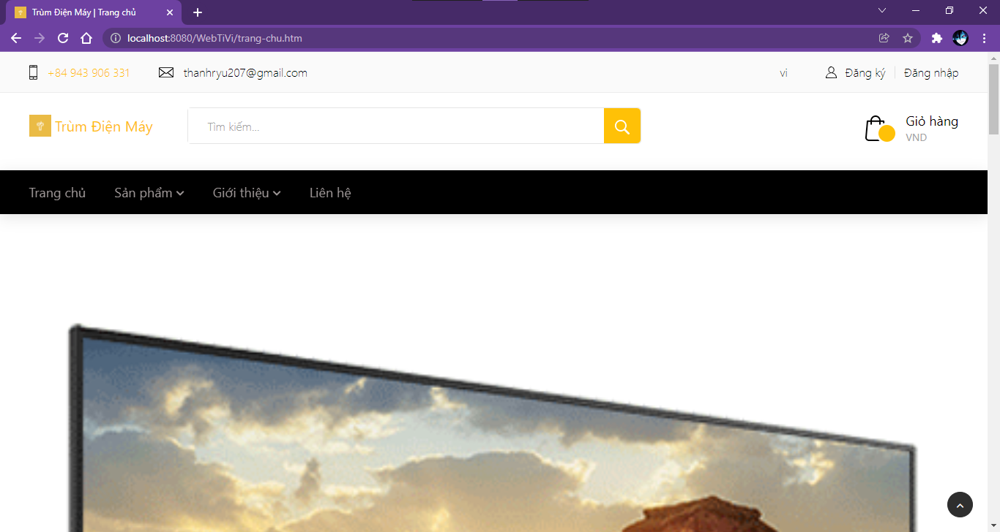 Trùm Điện Máy | Trang chủ
localhost:8080/WebTiVi/trang-chu.htm
+84 943 906 331
thanhryu207@gmail.com
vi
Đăng ký
Đăng nhập
Trùm Điện Máy
Tìm kiếm...
Giỏ hàng
VND
Trang chủ
Sản phẩm
Giới thiệu
Liên hệ